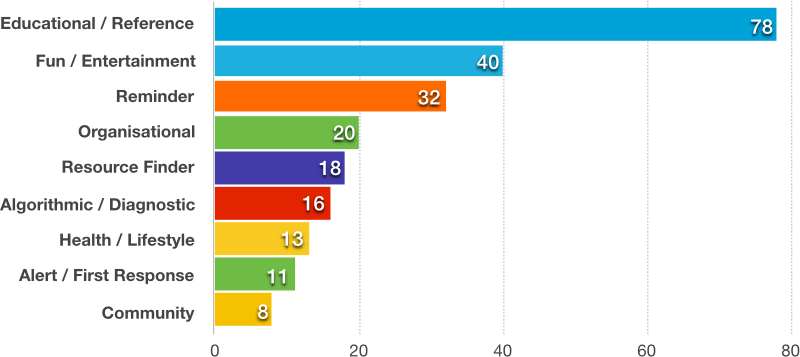 Educational / Reference 78
Fun / Entertainment 40
Reminder 32
Organisational 20
Resource Finder 18
Algorithmic / Diagnostic 16
Health / Lifestyle 13
Alert / First Response 11
Community 8
0 20 40 60 80